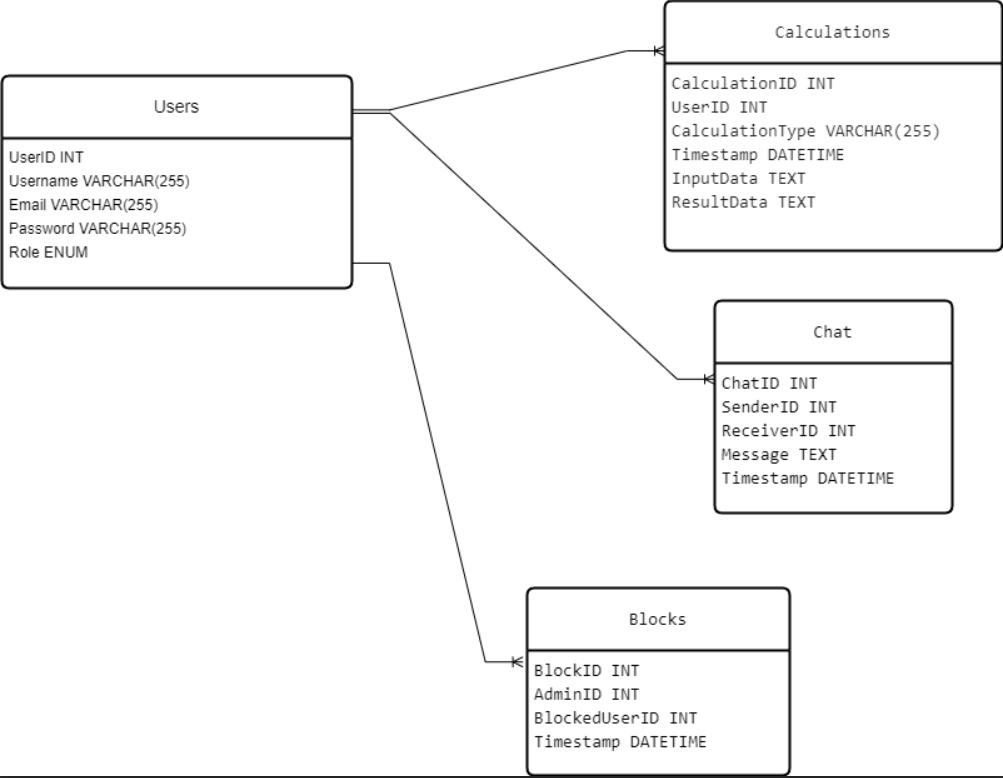 Users
UserID INT
Username VARCHAR(255)
Email VARCHAR(255)
Password VARCHAR(255)
Role ENUM
Calculations
CalculationID INT
UserID INT
CalculationType VARCHAR(255)
Timestamp DATETIME
InputData TEXT
ResultData TEXT
Chat
ChatID INT
SenderID INT
ReceiverID INT
Message TEXT
Timestamp DATETIME
Blocks
BlockID INT
AdminID INT
BlockedUserID INT
Timestamp DATETIME